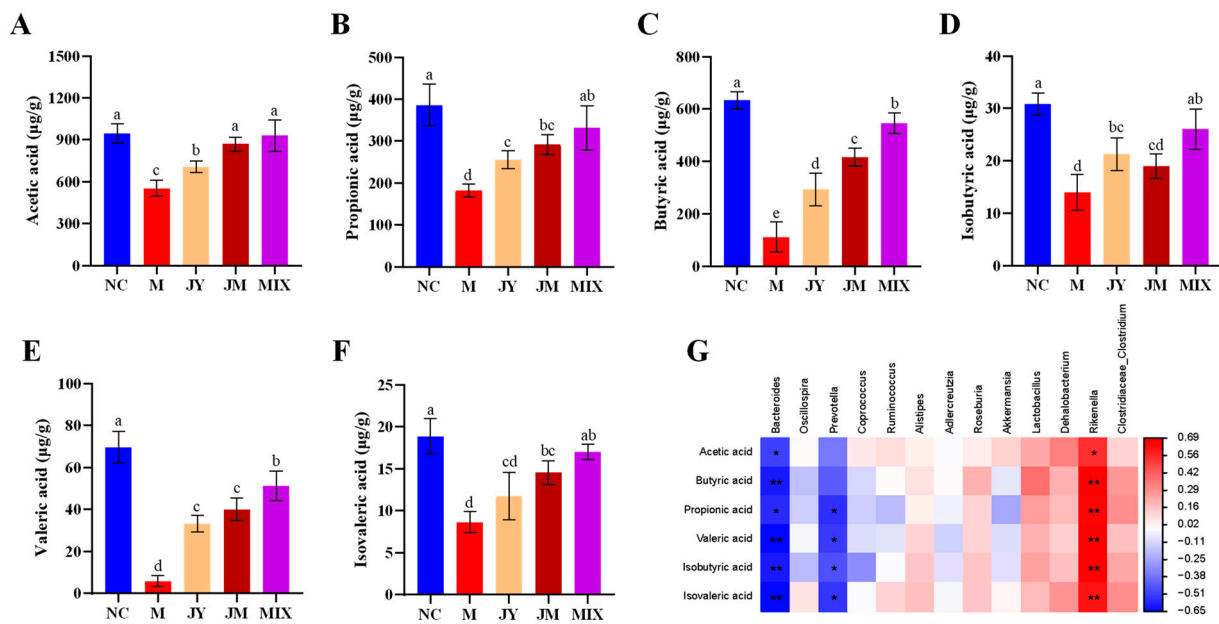 A
Acetic acid (µg/g)
1500
1200
900
600
300
0
a
c
b
a
a
NC M JY JM MIX
B
Propionic acid (µg/g)
500
400
300
200
100
0
a
d
c
bc
ab
NC M JY JM MIX
C
Butyric acid (µg/g)
800
600
400
200
0
a
e
d
c
b
NC M JY JM MIX
D
Isobutyric acid (µg/g)
40
30
20
10
0
a
d
bc
cd
ab
NC M JY JM MIX
E
Valeric acid (µg/g)
100
80
60
40
20
0
a
d
c
c
b
NC M JY JM MIX
F
Isovaleric acid (µg/g)
25
20
15
10
5
0
a
d
cd
bc
ab
NC M JY JM MIX
G
Bacteroides
Oscillospira
Prevotella
Coprococcus
Ruminococcus
Alistipes
Adlercreutzia
Roseburia
Akkermansia
Lactobacillus
Dehalobacterium
Rikenella
Clostridiaceae_Clostridium
Acetic acid * *
Butyric acid ** **
Propionic acid * * **
Valeric acid ** * **
Isobutyric acid ** * **
Isovaleric acid ** * **
0.69
0.56
0.42
0.29
0.16
0.02
−0.11
−0.25
−0.38
−0.51
−0.65